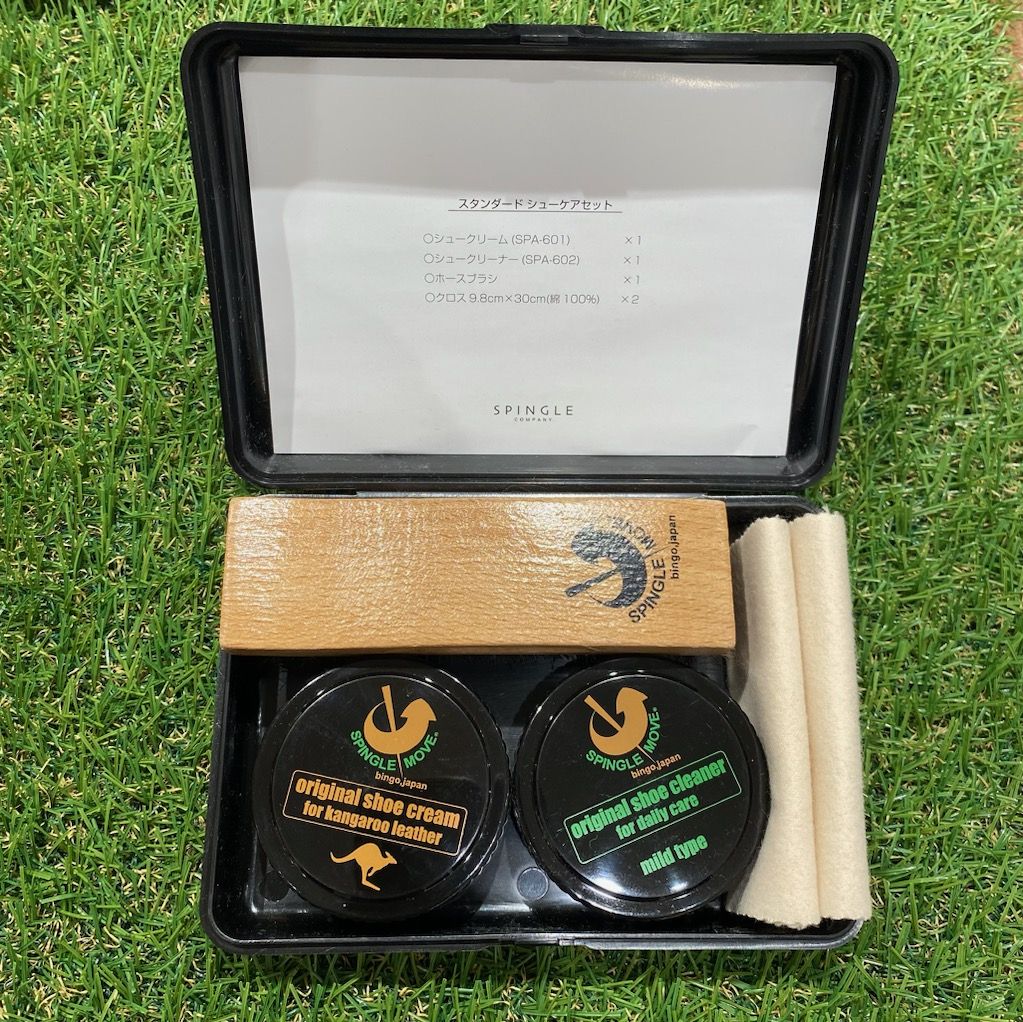 スタンダード シューケアセット
〇シュークリーム (SPA-601) ×1
〇シュークリーナー (SPA-602) ×1
〇ホースブラシ ×1
〇クロス 9.8cm×30cm(綿 100%) ×2
SPINGLE
COMPANY.
SPINGLE MOVE.
bingo.japan
SPINGLE MOVE®
bingo.japan
original shoe cream
for kangaroo leather
SPINGLE MOVE®
bingo.japan
original shoe cleaner
for daily care
mild type